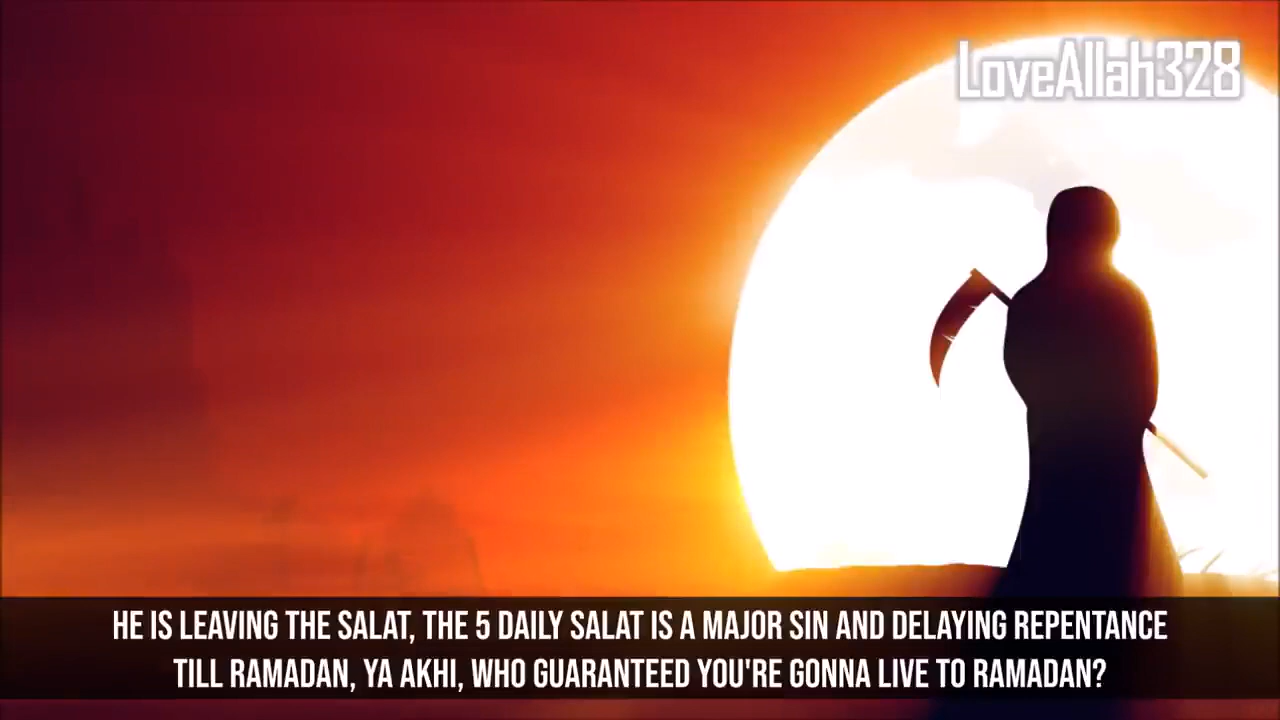 LoveAllah328
HE IS LEAVING THE SALAT, THE 5 DAILY SALAT IS A MAJOR SIN AND DELAYING REPENTANCE
TILL RAMADAN, YA AKHI, WHO GUARANTEED YOU'RE GONNA LIVE TO RAMADAN?